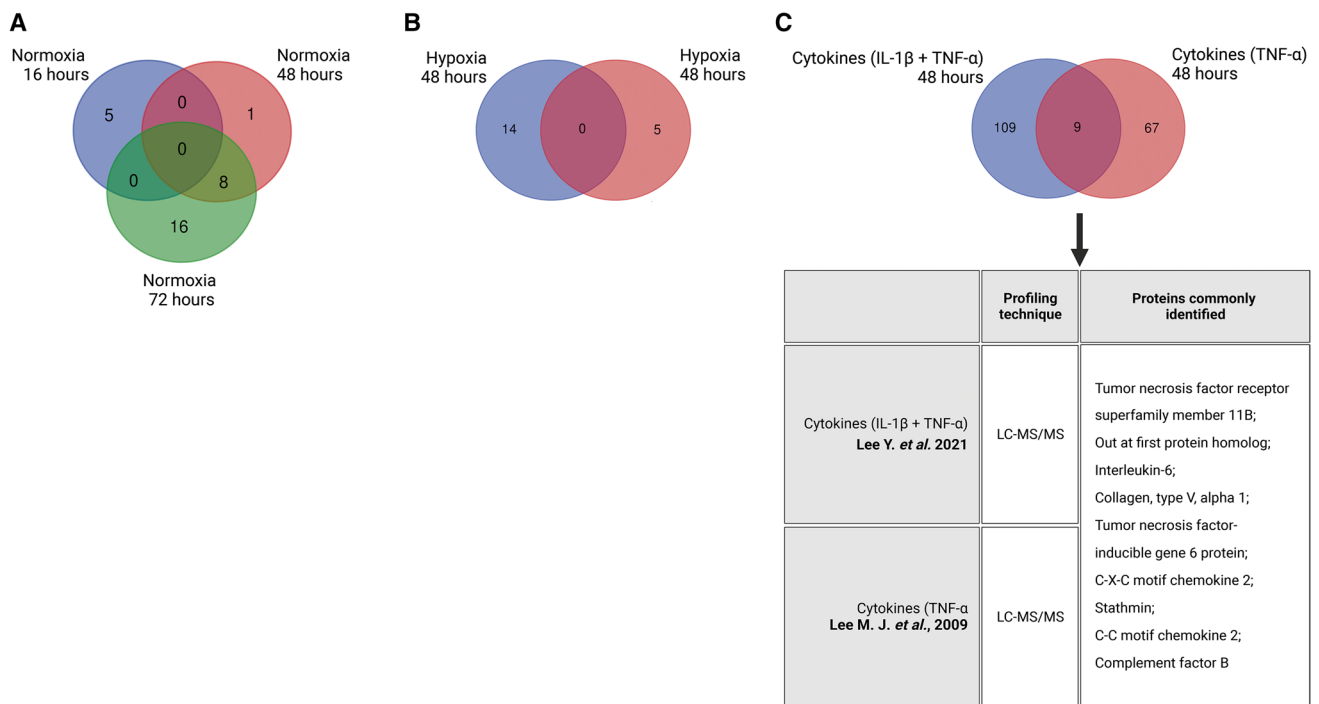 A
Normoxia
16 hours
Normoxia
48 hours
5
0
1
0
0
8
16
Normoxia
72 hours
B
Hypoxia
48 hours
Hypoxia
48 hours
14
0
5
C
Cytokines (IL-1β + TNF-α)
48 hours
Cytokines (TNF-α)
48 hours
109
9
67
Profiling
technique
Proteins commonly
identified
Cytokines (IL-1β + TNF-α)
Lee Y. et al. 2021
LC-MS/MS
Cytokines (TNF-α
Lee M. J. et al., 2009
LC-MS/MS
Tumor necrosis factor receptor
superfamily member 11B;
Out at first protein homolog;
Interleukin-6;
Collagen, type V, alpha 1;
Tumor necrosis factor-
inducible gene 6 protein;
C-X-C motif chemokine 2;
Stathmin;
C-C motif chemokine 2;
Complement factor B